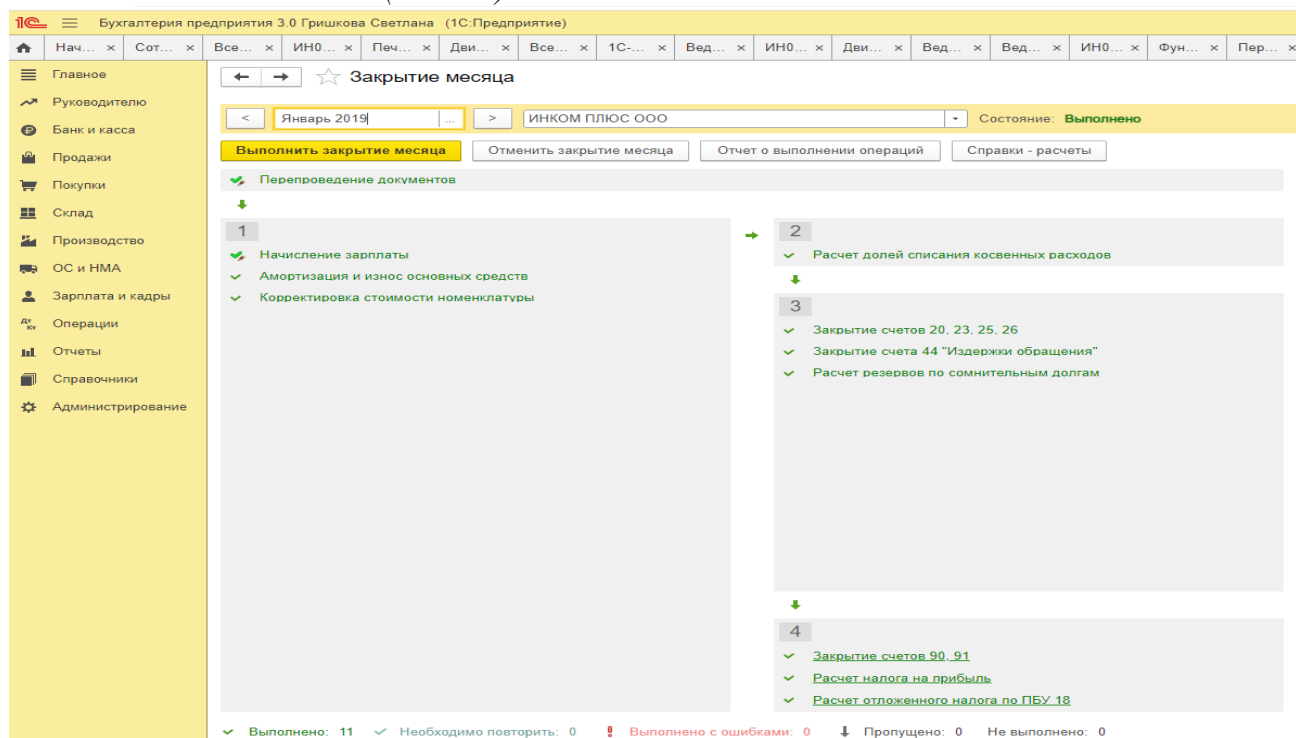 1С Бухгалтерия предприятия 3.0 Гришкова Светлана (1С:Предприятие)
Нач... × Сот... × Все... × ИН0... × Печ... × Дви... × Все... × 1С-... × Вед... × ИН0... × Дви... × Вед... × Вед... × ИН0... × Фун... × Пер... ×
Главное
Руководителю
Банк и касса
Продажи
Покупки
Склад
Производство
ОС и НМА
Зарплата и кадры
Дт Кт Операции
Отчеты
Справочники
Администрирование
Закрытие месяца
< Январь 2019 ... > ИНКОМ ПЛЮС ООО Состояние: Выполнено
Выполнить закрытие месяца Отменить закрытие месяца Отчет о выполнении операций Справки - расчеты
Перепроведение документов
1
Начисление зарплаты
Амортизация и износ основных средств
Корректировка стоимости номенклатуры
2
Расчет долей списания косвенных расходов
3
Закрытие счетов 20, 23, 25, 26
Закрытие счета 44 "Издержки обращения"
Расчет резервов по сомнительным долгам
4
Закрытие счетов 90, 91
Расчет налога на прибыль
Расчет отложенного налога по ПБУ 18
Выполнено: 11 Необходимо повторить: 0 Выполнено с ошибками: 0 Пропущено: 0 Не выполнено: 0